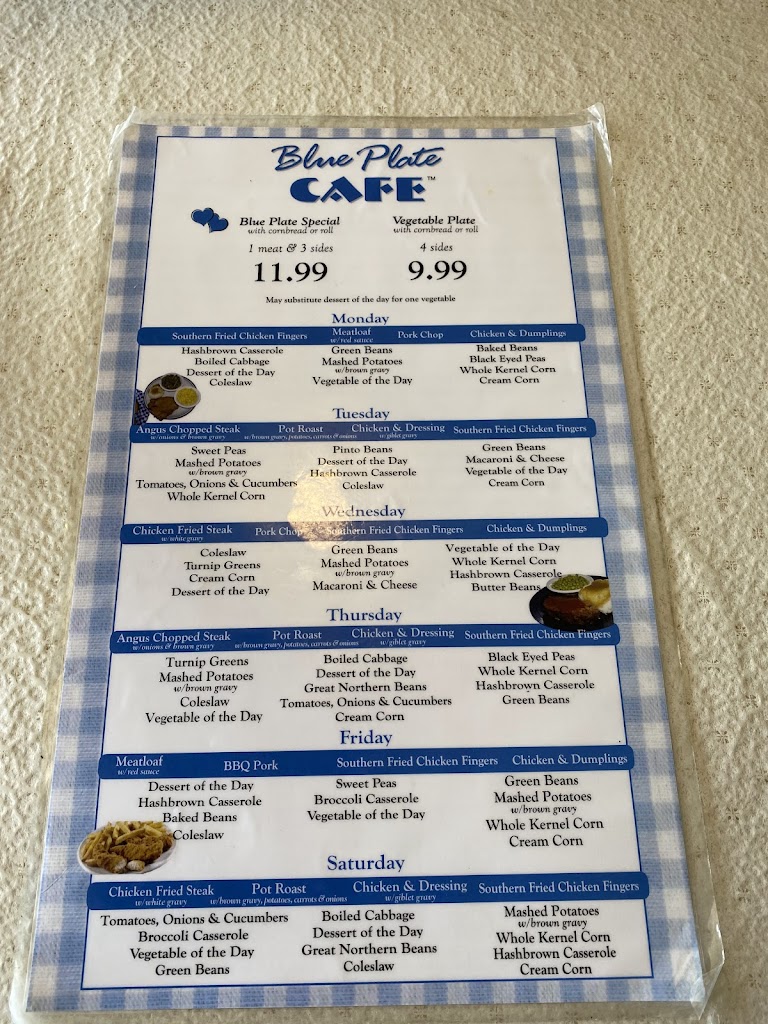 Blue Plate
CAFE™
Blue Plate Special Vegetable Plate
with cornbread or roll with cornbread or roll
1 meat & 3 sides 4 sides
11.99 9.99
May substitute dessert of the day for one vegetable
Monday
Southern Fried Chicken Fingers Meatloaf Pork Chop Chicken & Dumplings
w/red sauce
Hashbrown Casserole Green Beans Baked Beans
Boiled Cabbage Mashed Potatoes Black Eyed Peas
w/brown gravy
Dessert of the Day Vegetable of the Day Whole Kernel Corn
Coleslaw Cream Corn
Tuesday
Angus Chopped Steak Pot Roast Chicken & Dressing Southern Fried Chicken Fingers
w/onions & brown gravy w/brown gravy, potatoes, carrots & onions w/giblet gravy
Sweet Peas Pinto Beans Green Beans
Mashed Potatoes Dessert of the Day Macaroni & Cheese
w/brown gravy Hashbrown Casserole Vegetable of the Day
Tomatoes, Onions & Cucumbers Coleslaw Cream Corn
Whole Kernel Corn
Wednesday
Chicken Fried Steak Pork Chop Southern Fried Chicken Fingers Chicken & Dumplings
w/white gravy
Coleslaw Green Beans Vegetable of the Day
Turnip Greens Mashed Potatoes Whole Kernel Corn
w/brown gravy
Cream Corn Macaroni & Cheese Hashbrown Casserole
Dessert of the Day Butter Beans
Thursday
Angus Chopped Steak Pot Roast Chicken & Dressing Southern Fried Chicken Fingers
w/onions & brown gravy w/brown gravy, potatoes, carrots & onions w/giblet gravy
Turnip Greens Boiled Cabbage Black Eyed Peas
Mashed Potatoes Dessert of the Day Whole Kernel Corn
w/brown gravy Great Northern Beans Hashbrown Casserole
Coleslaw Tomatoes, Onions & Cucumbers Green Beans
Vegetable of the Day Cream Corn
Friday
Meatloaf BBQ Pork Southern Fried Chicken Fingers Chicken & Dumplings
w/red sauce
Dessert of the Day Sweet Peas Green Beans
Hashbrown Casserole Broccoli Casserole Mashed Potatoes
w/brown gravy
Baked Beans Vegetable of the Day Whole Kernel Corn
Coleslaw Cream Corn
Saturday
Chicken Fried Steak Pot Roast Chicken & Dressing Southern Fried Chicken Fingers
w/white gravy w/brown gravy, potatoes, carrots & onions w/giblet gravy
Tomatoes, Onions & Cucumbers Boiled Cabbage Mashed Potatoes
w/brown gravy
Broccoli Casserole Dessert of the Day Whole Kernel Corn
Vegetable of the Day Great Northern Beans Hashbrown Casserole
Green Beans Coleslaw Cream Corn